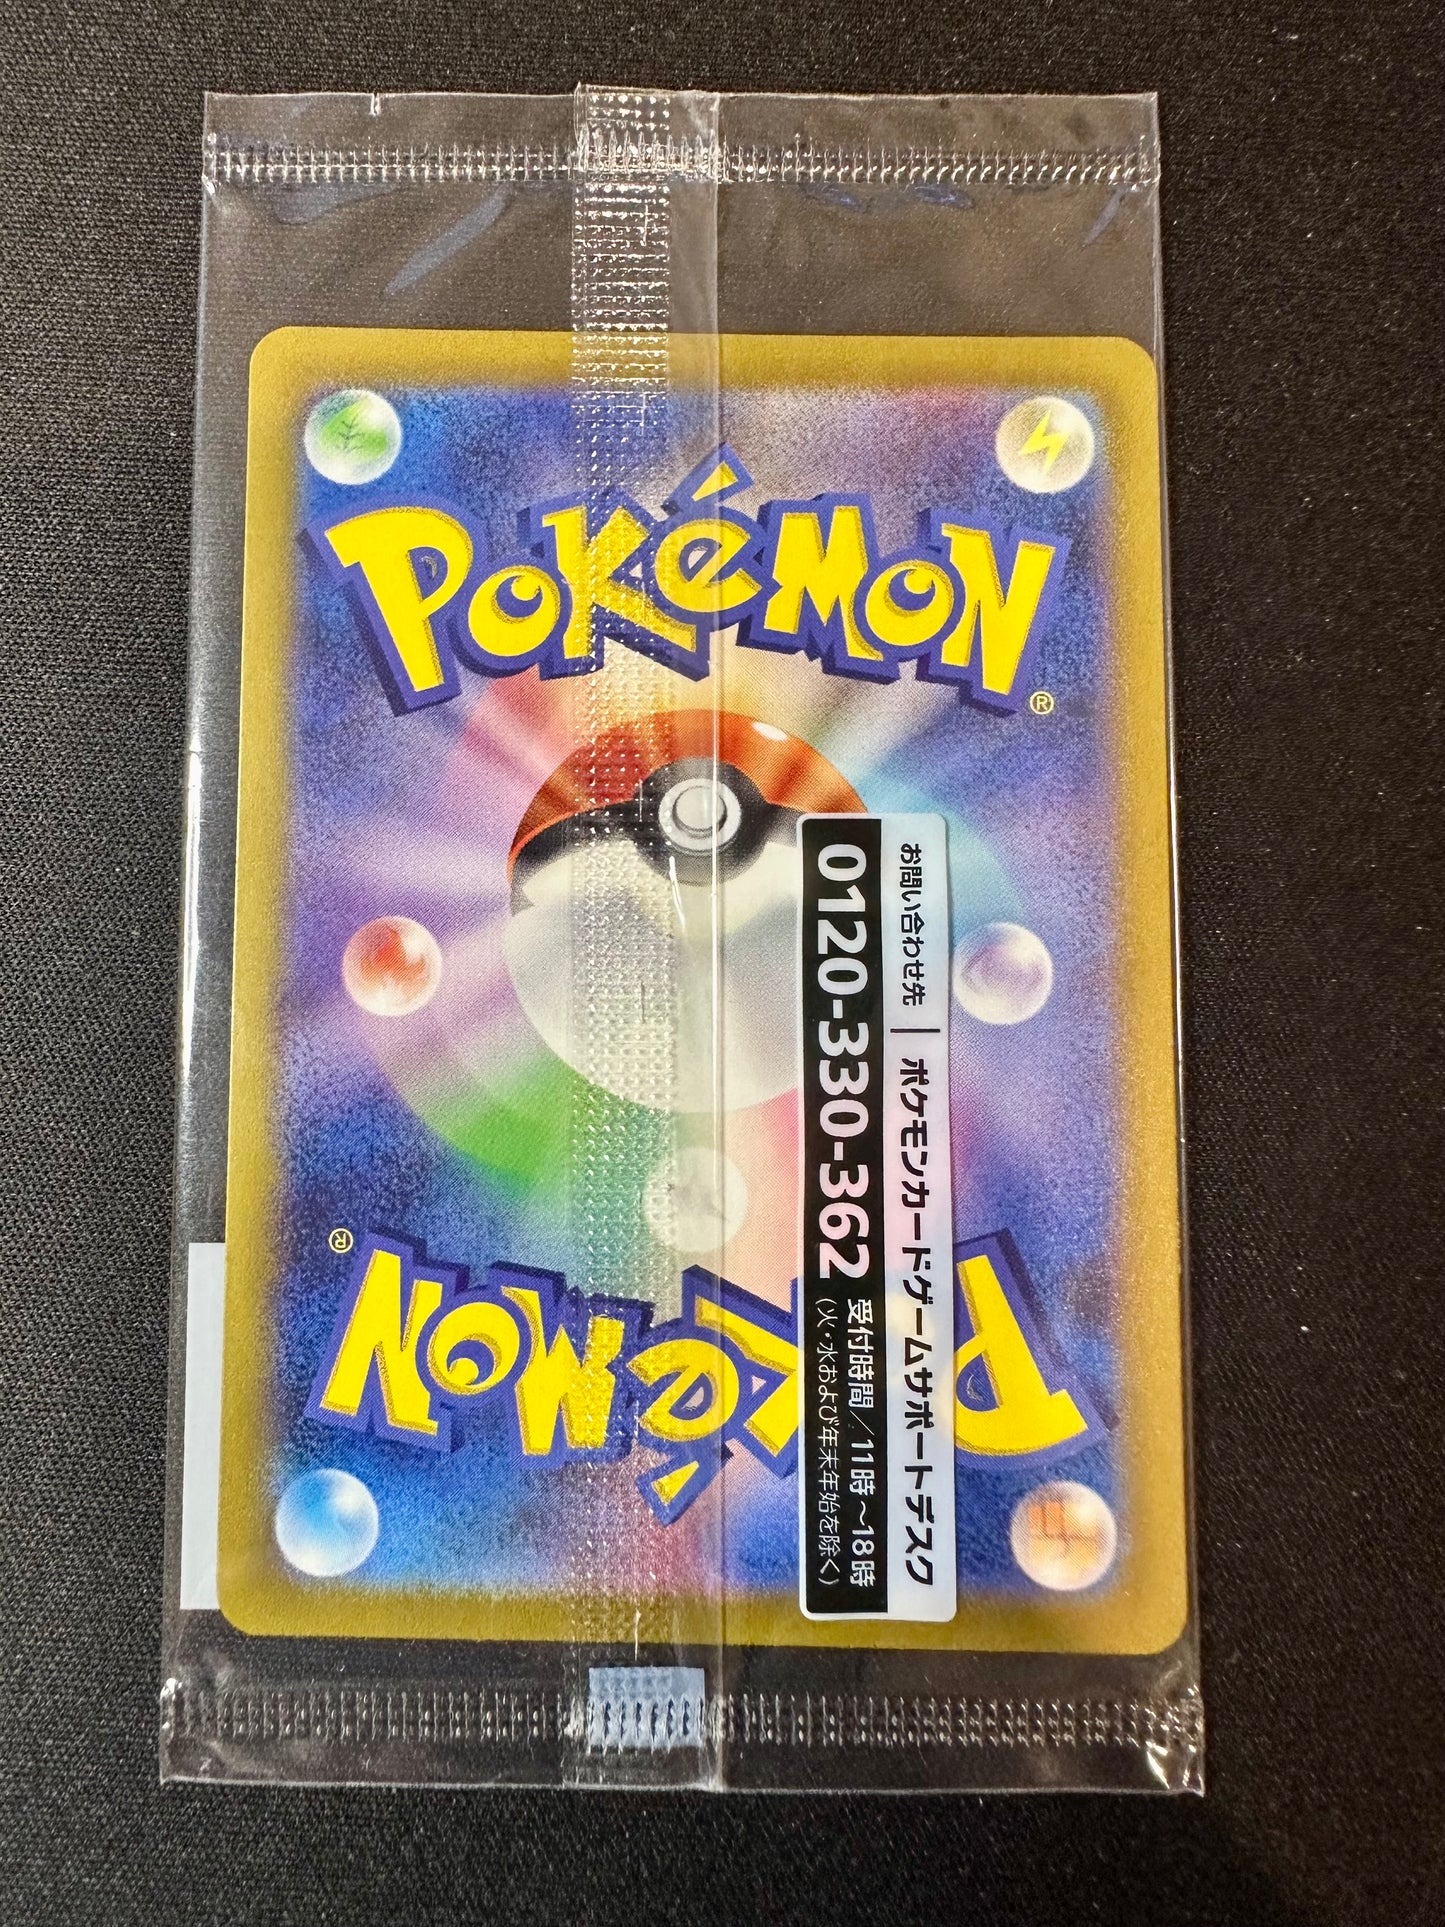 POKéMON
®
お問い合わせ先 | ポケモンカードゲームサポートデスク
0120-330-362 受付時間/11時~18時
(火・水および年末年始を除く)
POKéMON
®